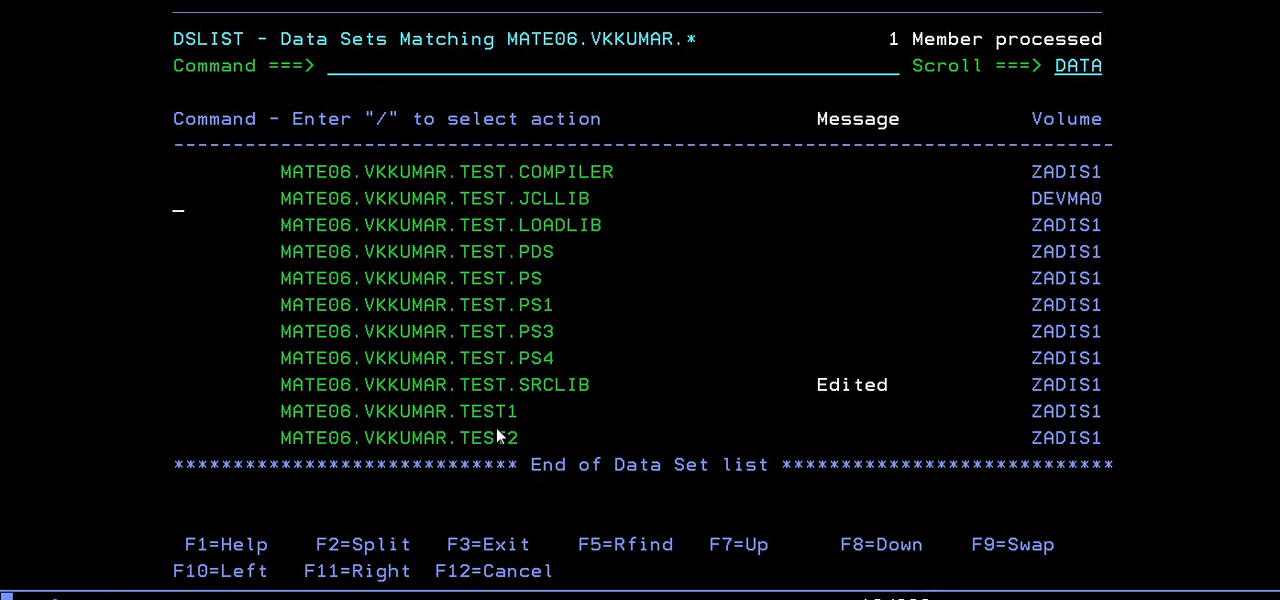 DSLIST - Data Sets Matching MATE06.VKKUMAR.* 1 Member processed
Command ===> Scroll ===> DATA
Command - Enter "/" to select action Message Volume
-------------------------------------------------------------------------------
MATE06.VKKUMAR.TEST.COMPILER ZADIS1
MATE06.VKKUMAR.TEST.JCLLIB DEVMA0
MATE06.VKKUMAR.TEST.LOADLIB ZADIS1
MATE06.VKKUMAR.TEST.PDS ZADIS1
MATE06.VKKUMAR.TEST.PS ZADIS1
MATE06.VKKUMAR.TEST.PS1 ZADIS1
MATE06.VKKUMAR.TEST.PS3 ZADIS1
MATE06.VKKUMAR.TEST.PS4 ZADIS1
MATE06.VKKUMAR.TEST.SRCLIB Edited ZADIS1
MATE06.VKKUMAR.TEST1 ZADIS1
MATE06.VKKUMAR.TEST2 ZADIS1
***************************** End of Data Set list ****************************
F1=Help F2=Split F3=Exit F5=Rfind F7=Up F8=Down F9=Swap
F10=Left F11=Right F12=Cancel